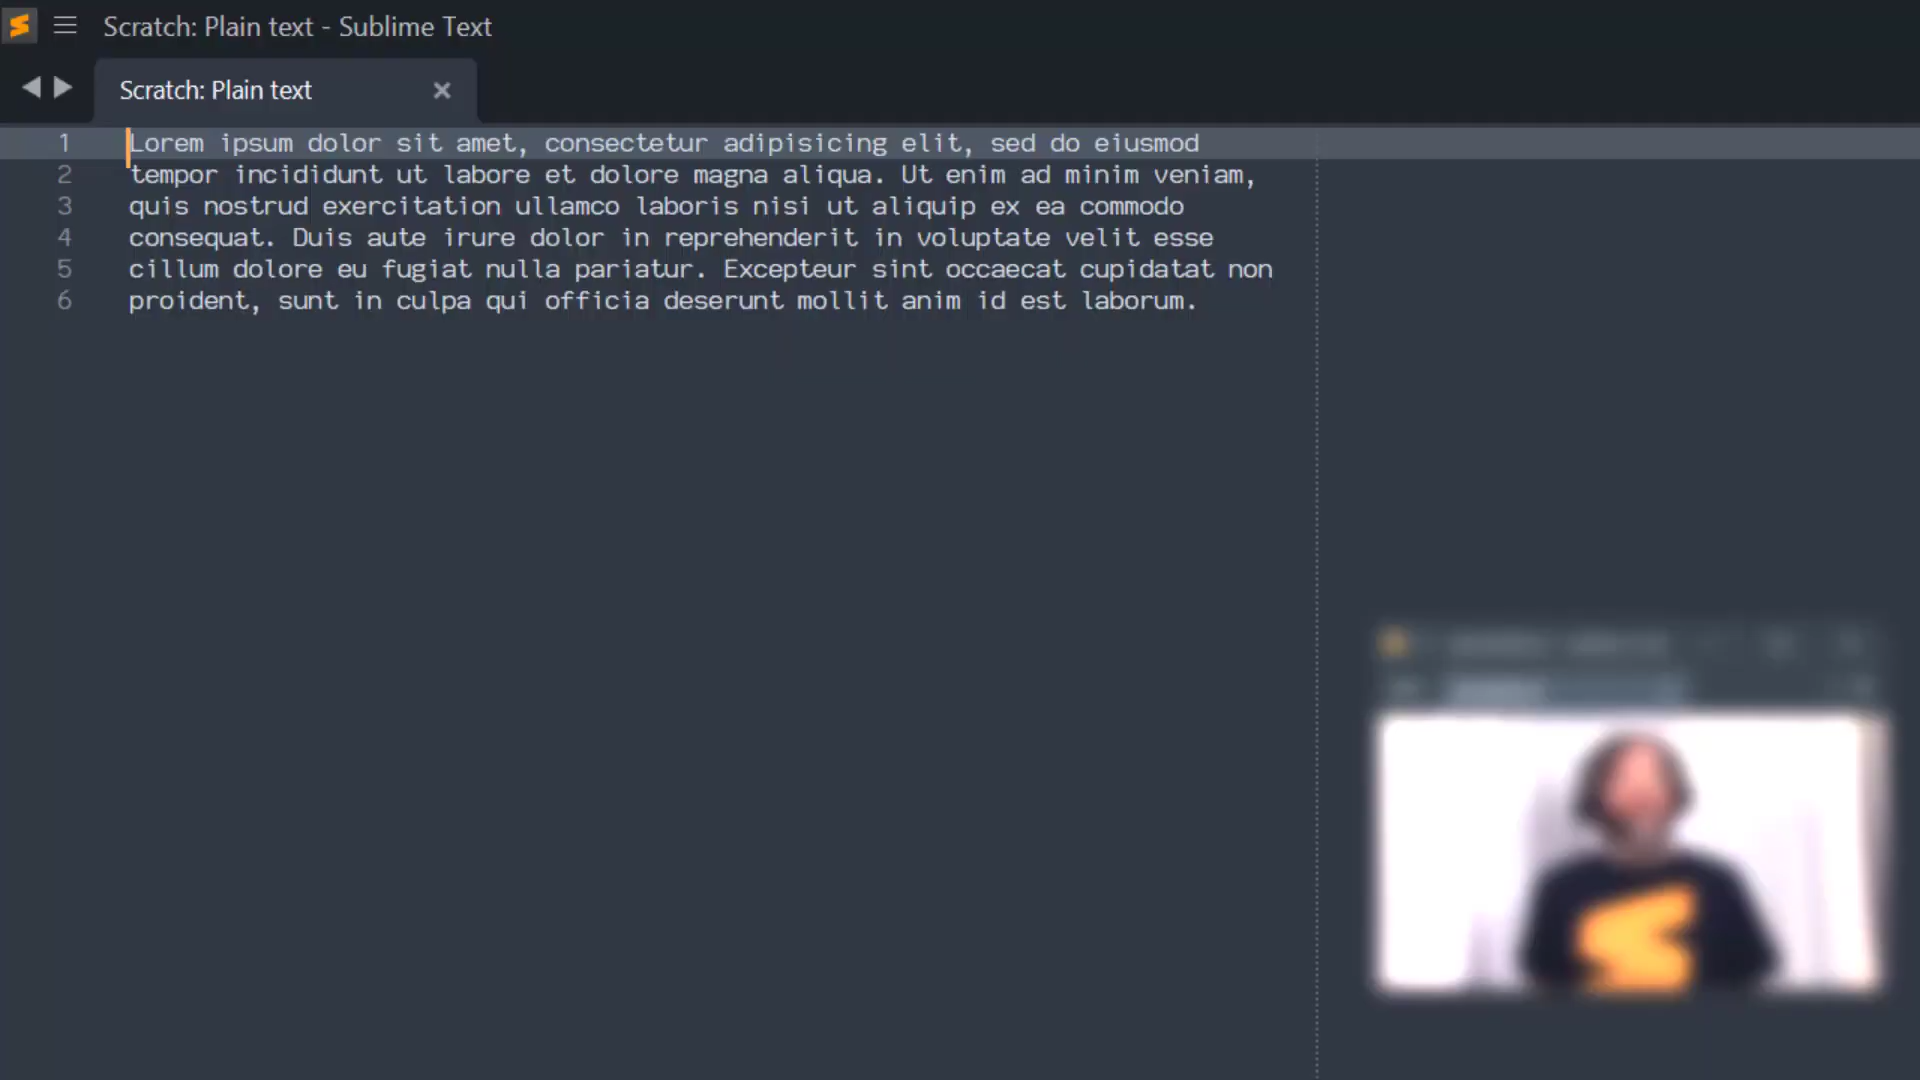 Scratch: Plain text - Sublime Text
Scratch: Plain text
1 Lorem ipsum dolor sit amet, consectetur adipisicing elit, sed do eiusmod
2 tempor incididunt ut labore et dolore magna aliqua. Ut enim ad minim veniam,
3 quis nostrud exercitation ullamco laboris nisi ut aliquip ex ea commodo
4 consequat. Duis aute irure dolor in reprehenderit in voluptate velit esse
5 cillum dolore eu fugiat nulla pariatur. Excepteur sint occaecat cupidatat non
6 proident, sunt in culpa qui officia deserunt mollit anim id est laborum.